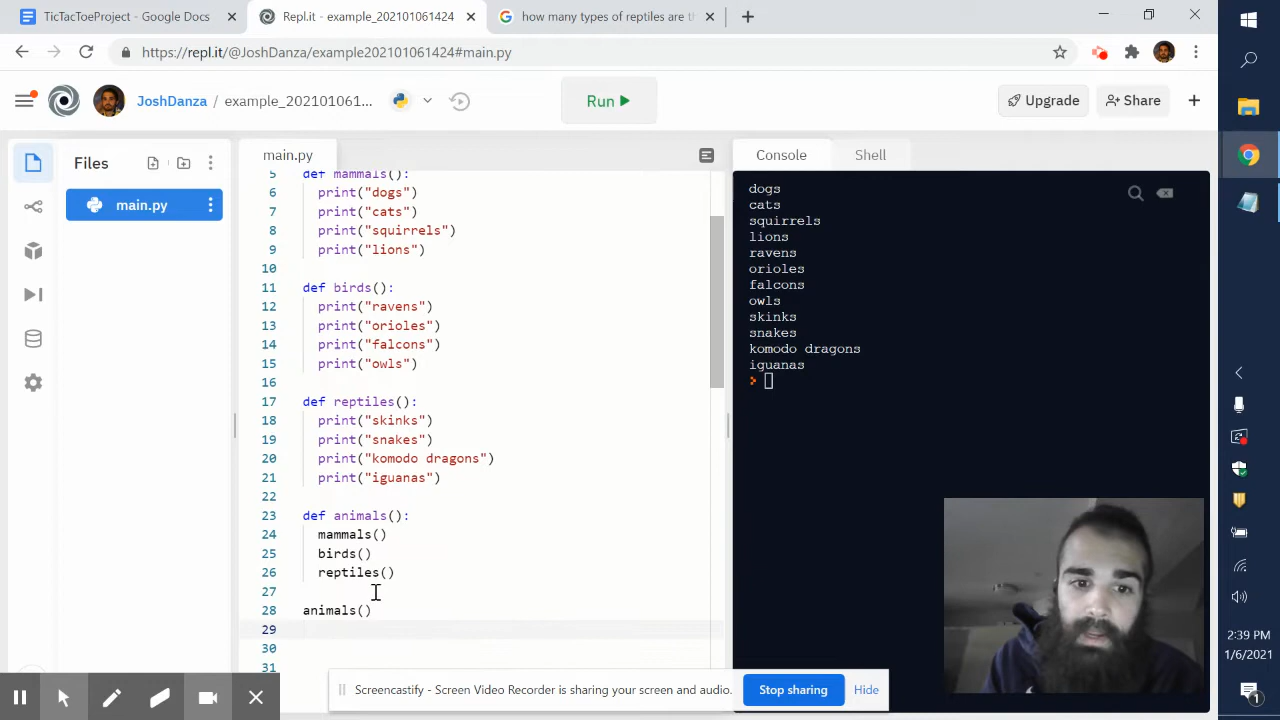 TicTacToeProject - Google Docs
Repl.it - example_202101061424
how many types of reptiles are th
https://repl.it/@JoshDanza/example202101061424#main.py
JoshDanza / example_202101061...
Run
Upgrade
Share
Files
main.py
main.py
5 def mammals():
6 print("dogs")
7 print("cats")
8 print("squirrels")
9 print("lions")
10
11 def birds():
12 print("ravens")
13 print("orioles")
14 print("falcons")
15 print("owls")
16
17 def reptiles():
18 print("skinks")
19 print("snakes")
20 print("komodo dragons")
21 print("iguanas")
22
23 def animals():
24 mammals()
25 birds()
26 reptiles()
27
28 animals()
29
30
31
Console
Shell
dogs
cats
squirrels
lions
ravens
orioles
falcons
owls
skinks
snakes
komodo dragons
iguanas
Screencastify - Screen Video Recorder is sharing your screen and audio.
Stop sharing
Hide
2:39 PM
1/6/2021
1